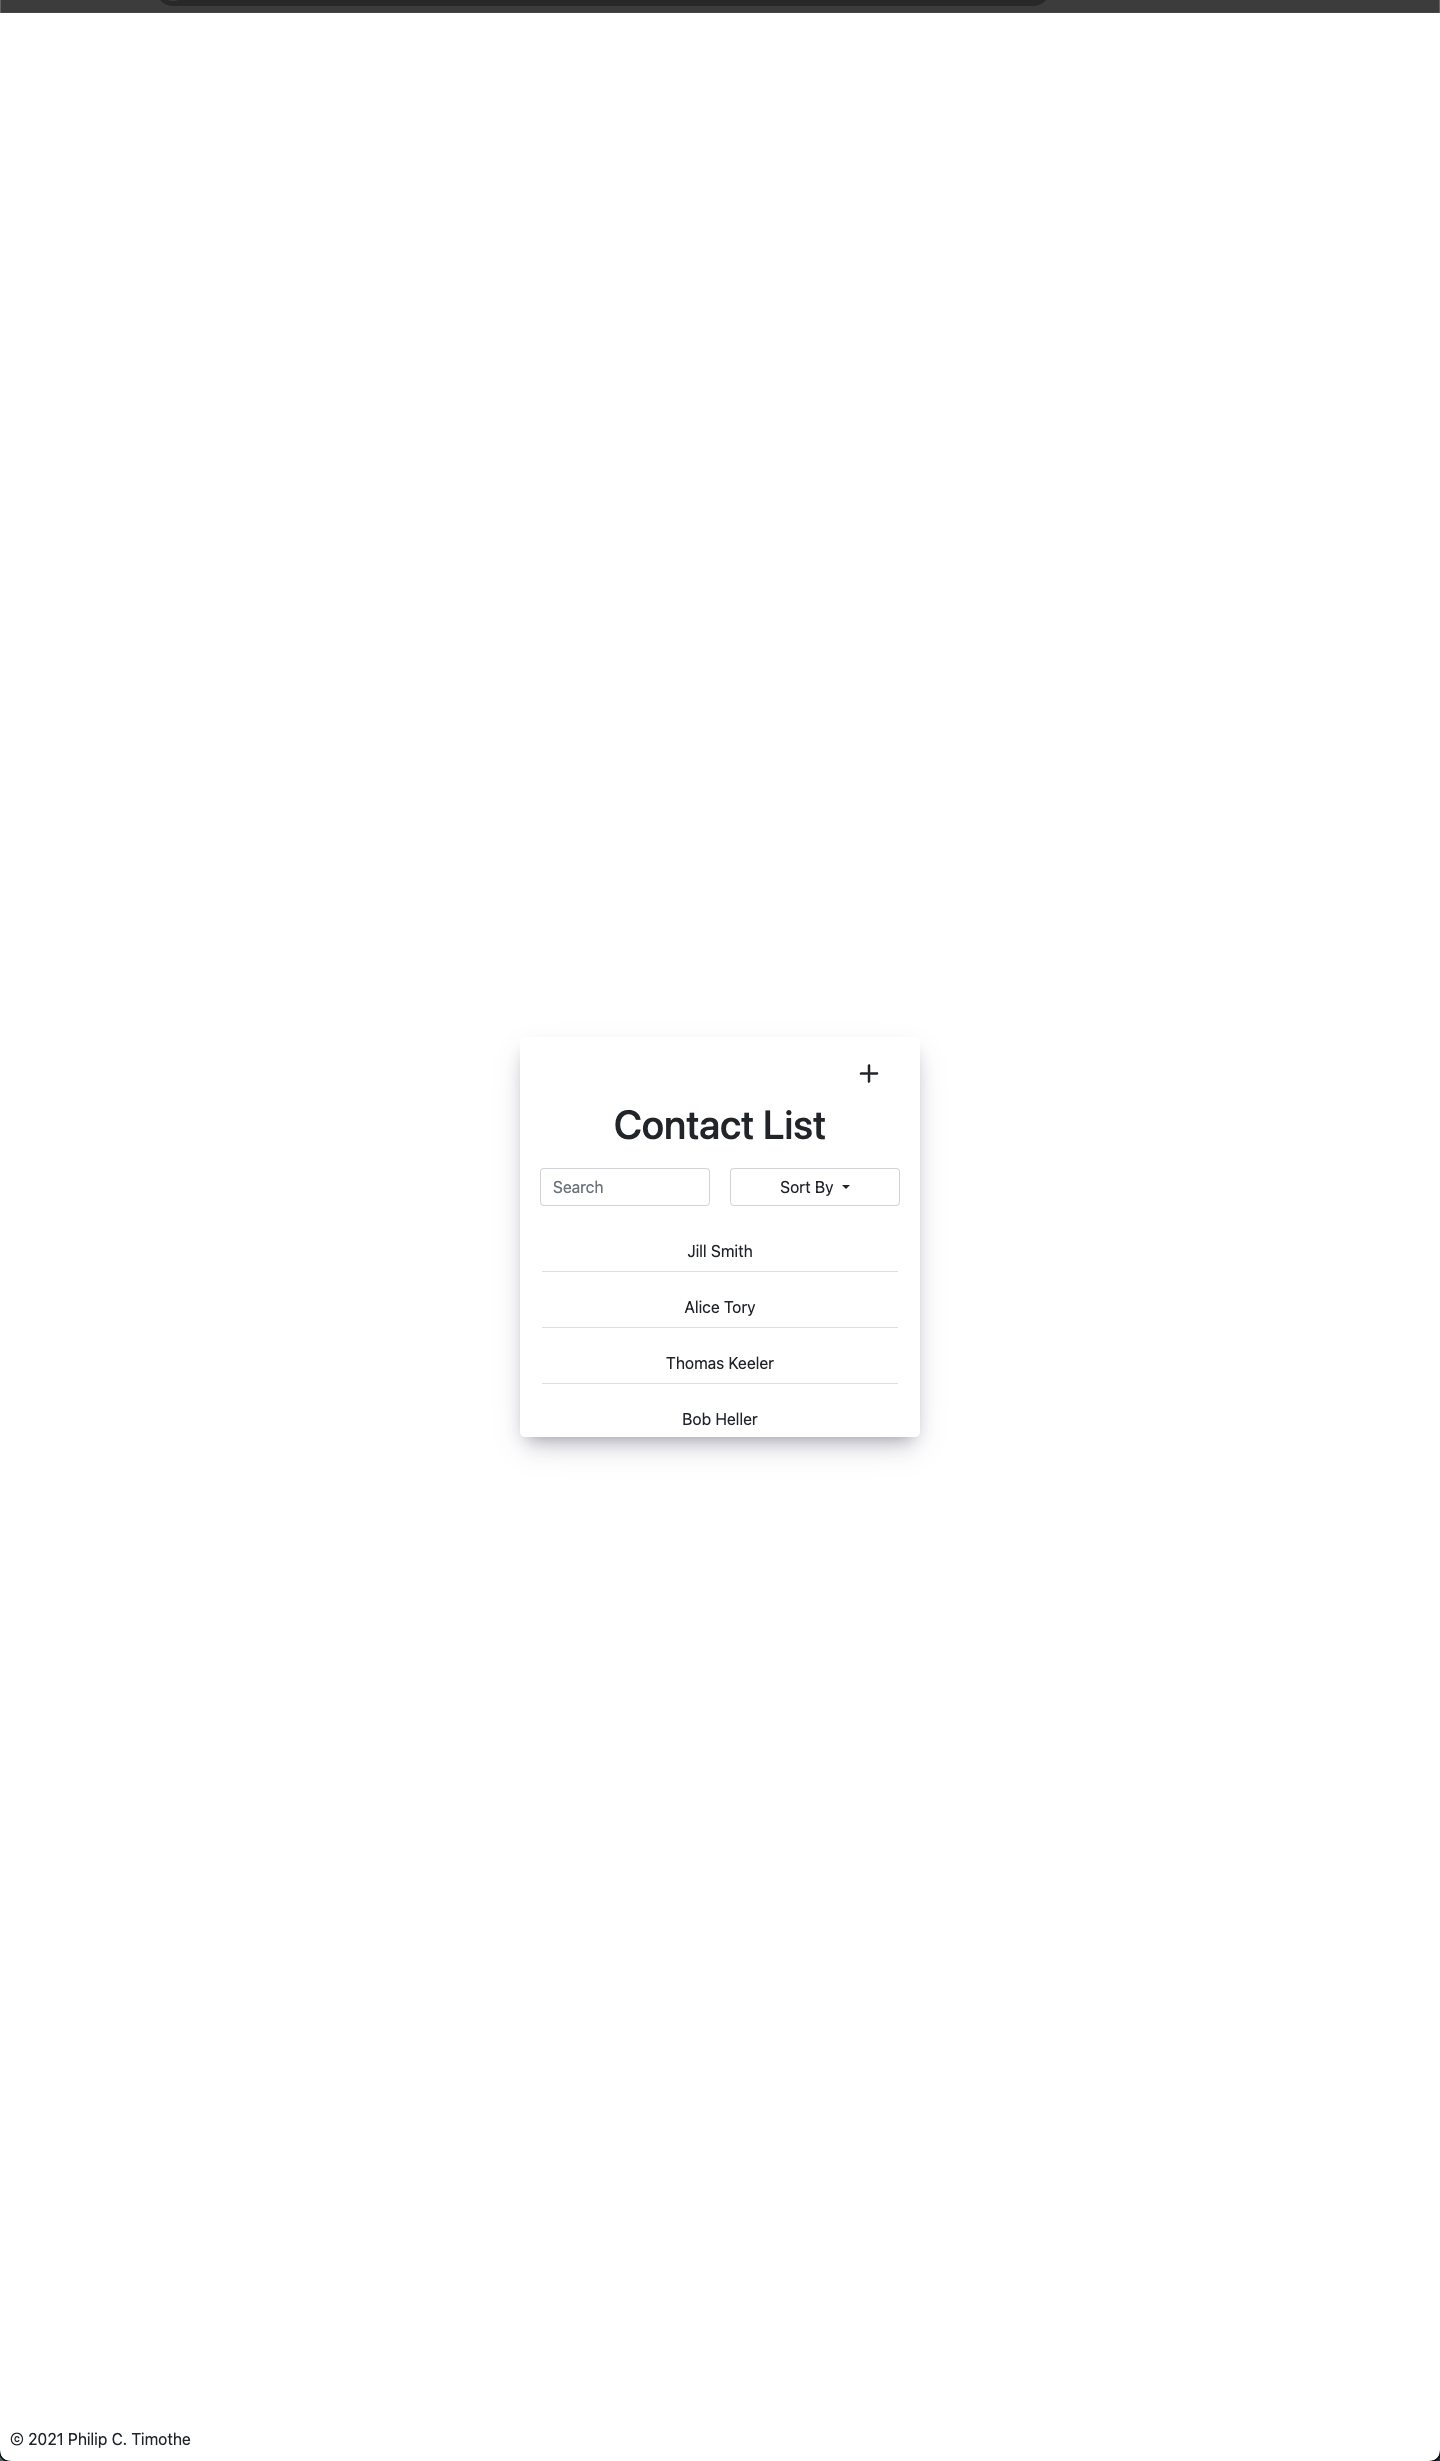 Contact List
Search
Sort By
Jill Smith
Alice Tory
Thomas Keeler
Bob Heller
© 2021 Philip C. Timothe